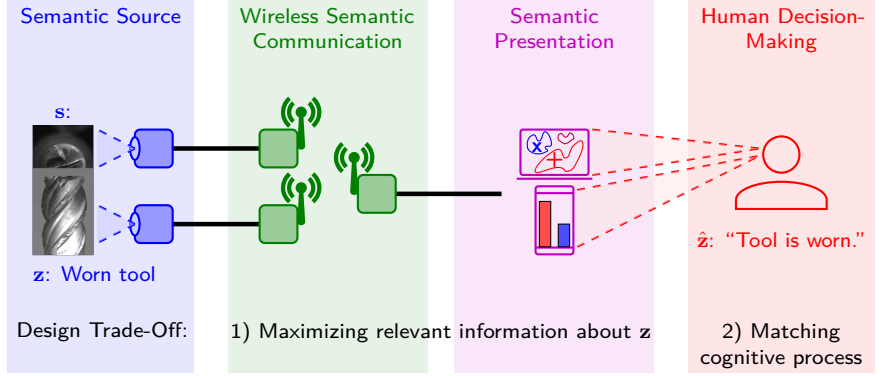 Semantic Source
Wireless Semantic
Communication
Semantic
Presentation
Human Decision-
Making
s:
x
+
z: Worn tool
ẑ: “Tool is worn.”
Design Trade-Off:
1) Maximizing relevant information about z
2) Matching
cognitive process